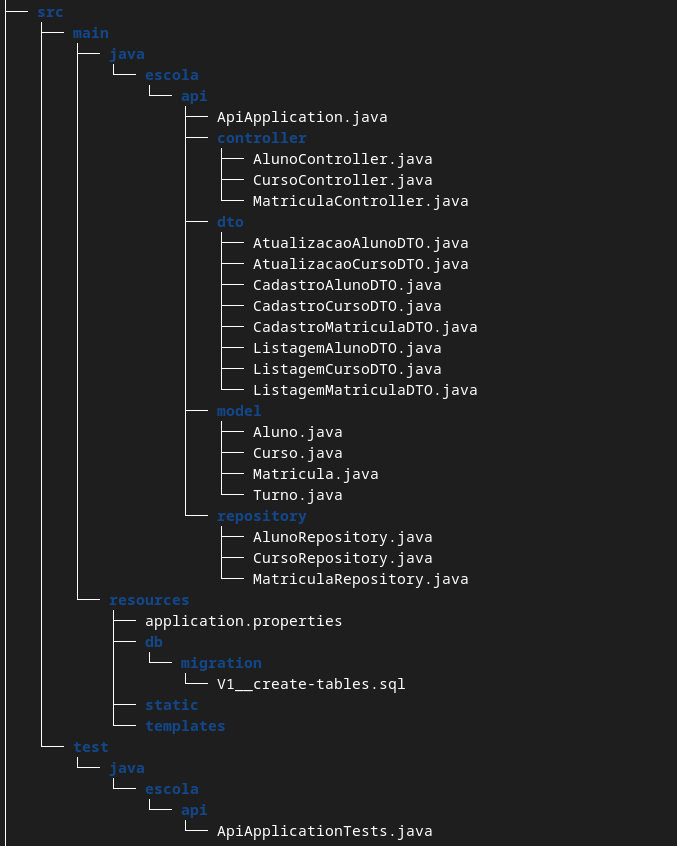 src
main
java
escola
api
ApiApplication.java
controller
AlunoController.java
CursoController.java
MatriculaController.java
dto
AtualizacaoAlunoDTO.java
AtualizacaoCursoDTO.java
CadastroAlunoDTO.java
CadastroCursoDTO.java
CadastroMatriculaDTO.java
ListagemAlunoDTO.java
ListagemCursoDTO.java
ListagemMatriculaDTO.java
model
Aluno.java
Curso.java
Matricula.java
Turno.java
repository
AlunoRepository.java
CursoRepository.java
MatriculaRepository.java
resources
application.properties
db
migration
V1__create-tables.sql
static
templates
test
java
escola
api
ApiApplicationTests.java